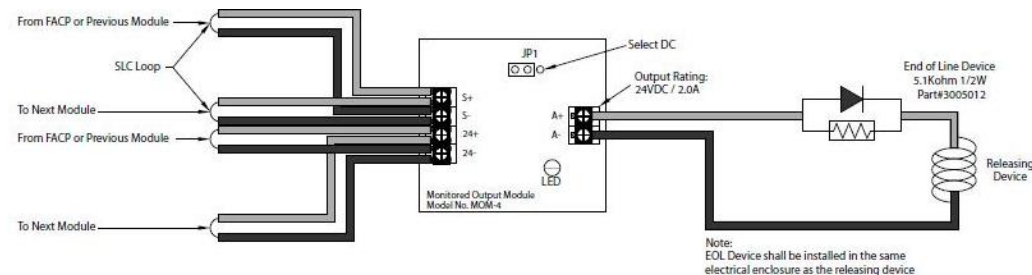 From FACP or Previous Module
SLC Loop
To Next Module
From FACP or Previous Module
To Next Module
JP1
Select DC
S+
S-
24+
24-
A+
A-
LED
Monitored Output Module
Model No. MOM-4
Output Rating:
24VDC / 2.0A
End of Line Device
5.1Kohm 1/2W
Part#3005012
Releasing
Device
Note:
EOL Device shall be installed in the same
electrical enclosure as the releasing device